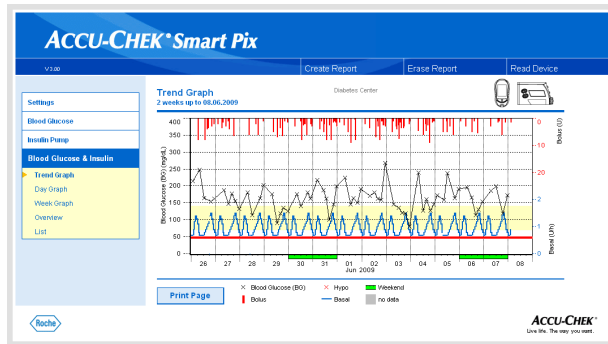 ACCU-CHEK® Smart Pix
V3.00
Create Report
Erase Report
Read Device
Settings
Blood Glucose
Insulin Pump
Blood Glucose & Insulin
Trend Graph
Day Graph
Week Graph
Overview
List
Trend Graph
2 weeks up to 08.06.2009
Diabetes Center
Blood Glucose (BG) (mg/dL)
400
350
300
250
200
150
100
50
0
0
10
20
2
1
0
Bolus (U)
Basal (U/h)
26 27 28 29 30 31 01 02 03 04 05 06 07 08
Jun 2009
Print Page
Blood Glucose (BG)
Hypo
Weekend
Bolus
Basal
no data
Roche
ACCU-CHEK®
Live life. The way you want.